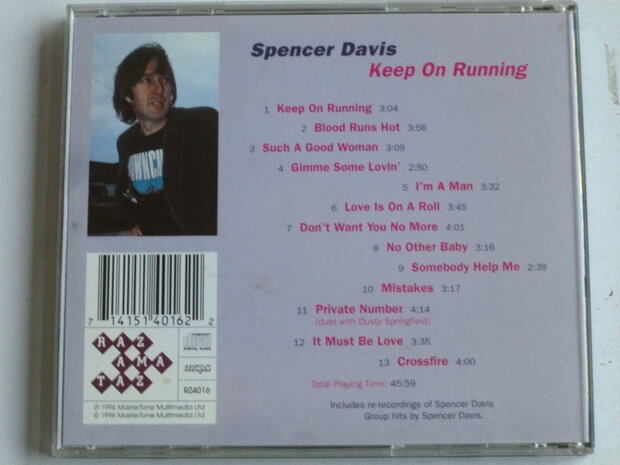 Spencer Davis
Keep On Running
1 Keep On Running 3:04
2 Blood Runs Hot 3:56
3 Such A Good Woman 3:09
4 Gimme Some Lovin' 2:50
5 I'm A Man 3:32
6 Love Is On A Roll 3:45
7 Don't Want You No More 4:01
8 No Other Baby 3:16
9 Somebody Help Me 2:39
10 Mistakes 3:17
11 Private Number 4:14
(duet with Dusty Springfield)
12 It Must Be Love 3:35
13 Crossfire 4:00
Total Playing Time: 45:59
Includes re-recordings of Spencer Davis
Group hits by Spencer Davis.
7 14151 40162 2
RAZ
AMA
TAZ
COMPACT
disc
DIGITAL AUDIO
mcps
RZ4016
℗ 1996 MasterTone Multimedia Ltd
© 1996 MasterTone Multimedia Ltd